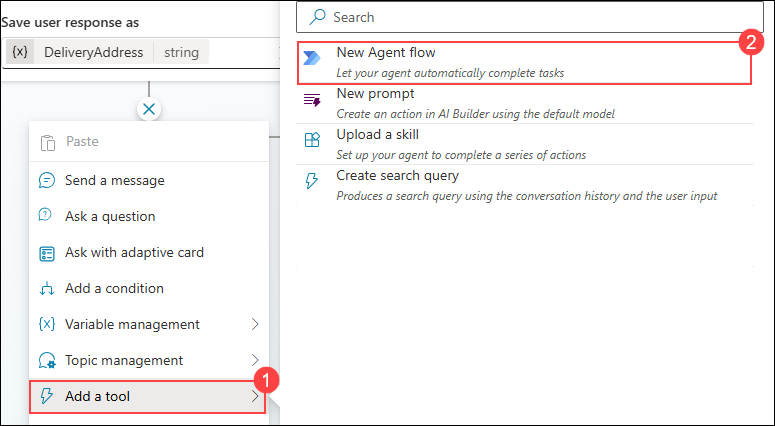 Save user response as
{x} DeliveryAddress string
Paste
Send a message
Ask a question
Ask with adaptive card
Add a condition
{x} Variable management
Topic management
Add a tool
1
Search
2
New Agent flow
Let your agent automatically complete tasks
New prompt
Create an action in AI Builder using the default model
Upload a skill
Set up your agent to complete a series of actions
Create search query
Produces a search query using the conversation history and the user input